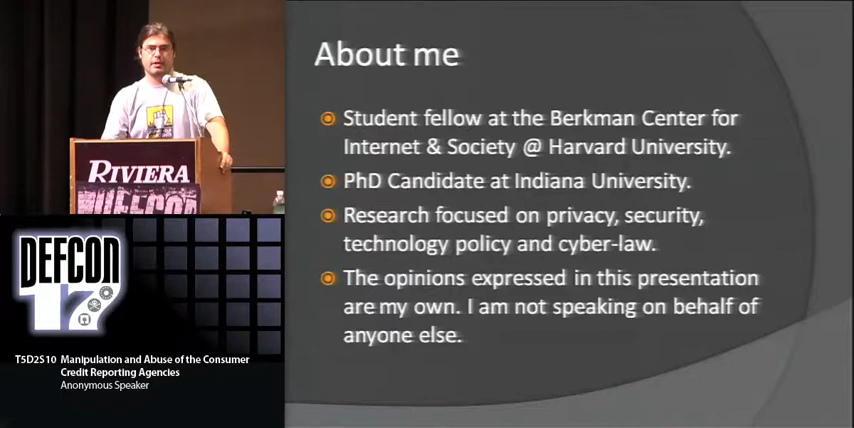 RIVIERA
DEFCON
DEFCON
17
T5D2S10 Manipulation and Abuse of the Consumer
Credit Reporting Agencies
Anonymous Speaker
About me
Student fellow at the Berkman Center for
Internet & Society @ Harvard University.
PhD Candidate at Indiana University.
Research focused on privacy, security,
technology policy and cyber-law.
The opinions expressed in this presentation
are my own. I am not speaking on behalf of
anyone else.